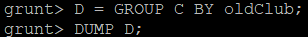 grunt> D = GROUP C BY oldClub;
grunt> DUMP D;